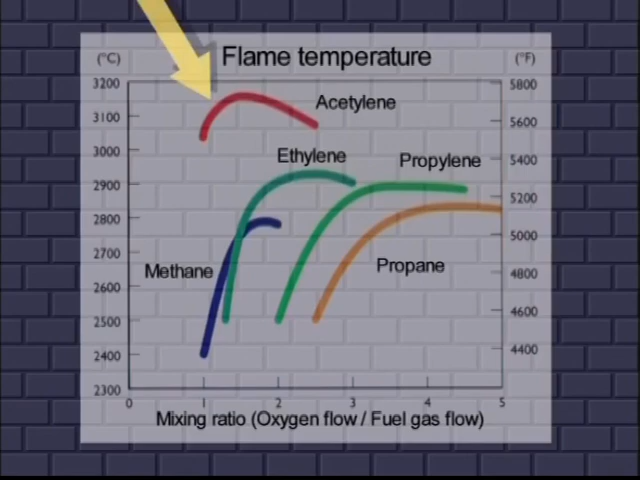 Flame temperature
(°C)
(°F)
3200
3100
3000
2900
2800
2700
2600
2500
2400
2300
5800
5600
5400
5200
5000
4800
4600
4400
Acetylene
Ethylene
Propylene
Methane
Propane
0 1 2 3 4 5
Mixing ratio (Oxygen flow / Fuel gas flow)